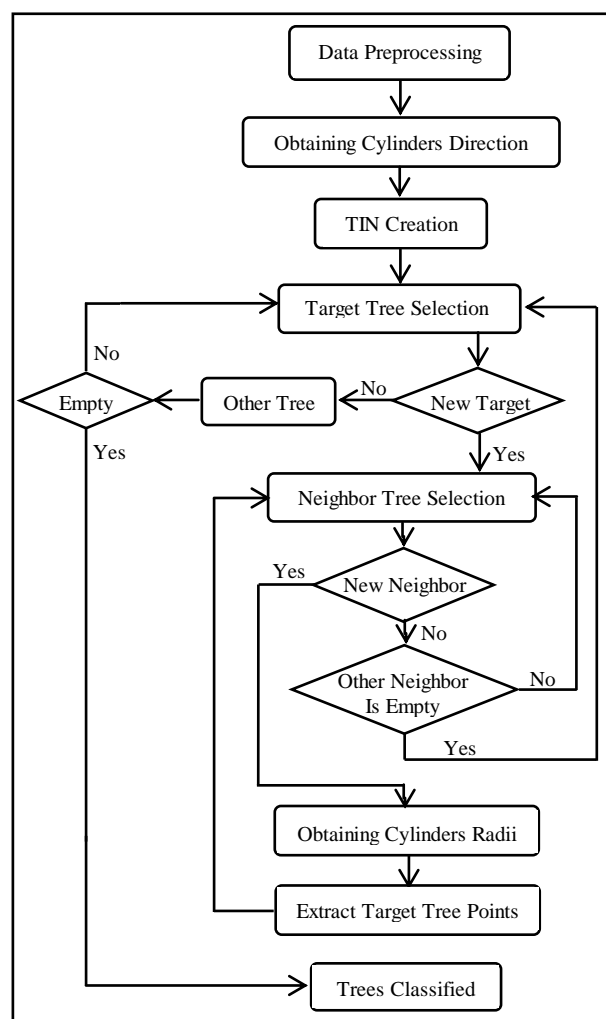 Data Preprocessing
Obtaining Cylinders Direction
TIN Creation
Target Tree Selection
No
Empty
Other Tree
No
New Target
Yes
Yes
Neighbor Tree Selection
Yes
New Neighbor
No
Other Neighbor
Is Empty
No
Yes
Obtaining Cylinders Radii
Extract Target Tree Points
Trees Classified